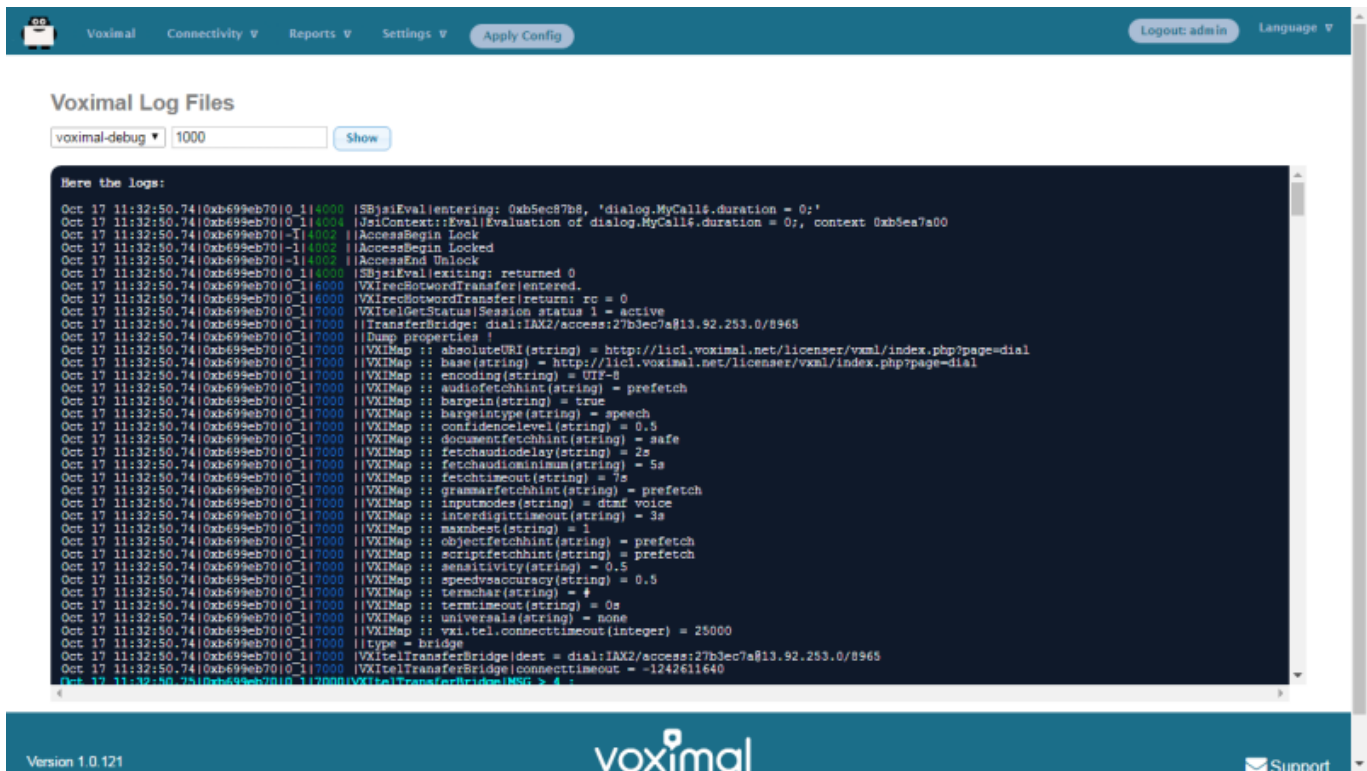 Voximal Connectivity ▽ Reports ▽ Settings ▽ Apply Config Logout: admin Language ▽
Voximal Log Files
voximal-debug ▼ 1000 Show
Here the logs:
Oct 17 11:32:50.74|0xb699eb70|0_1|4000 |SBjsiEval|entering: 0xb5ec87b8, 'dialog.MyCall$.duration = 0;'
Oct 17 11:32:50.74|0xb699eb70|0_1|4004 |JsiContext::Eval|Evaluation of dialog.MyCall$.duration = 0;, context 0xb5ea7a00
Oct 17 11:32:50.74|0xb699eb70|-1|4002 ||AccessBegin Lock
Oct 17 11:32:50.74|0xb699eb70|-1|4002 ||AccessBegin Locked
Oct 17 11:32:50.74|0xb699eb70|-1|4002 ||AccessEnd Unlock
Oct 17 11:32:50.74|0xb699eb70|0_1|4000 |SBjsiEval|exiting: returned 0
Oct 17 11:32:50.74|0xb699eb70|0_1|6000 |VXIrecHotwordTransfer|entered.
Oct 17 11:32:50.74|0xb699eb70|0_1|6000 |VXIrecHotwordTransfer|return: rc = 0
Oct 17 11:32:50.74|0xb699eb70|0_1|7000 |VXItelGetStatus|Session status 1 = active
Oct 17 11:32:50.74|0xb699eb70|0_1|7000 ||TransferBridge: dial:IAX2/access:27b3ec7a@13.92.253.0/8965
Oct 17 11:32:50.74|0xb699eb70|0_1|7000 ||Dump properties !
Oct 17 11:32:50.74|0xb699eb70|0_1|7000 ||VXIMap :: absoluteURI(string) = http://lic1.voximal.net/licenser/vxml/index.php?page=dial
Oct 17 11:32:50.74|0xb699eb70|0_1|7000 ||VXIMap :: base(string) = http://lic1.voximal.net/licenser/vxml/index.php?page=dial
Oct 17 11:32:50.74|0xb699eb70|0_1|7000 ||VXIMap :: encoding(string) = UTF-8
Oct 17 11:32:50.74|0xb699eb70|0_1|7000 ||VXIMap :: audiofetchhint(string) = prefetch
Oct 17 11:32:50.74|0xb699eb70|0_1|7000 ||VXIMap :: bargein(string) = true
Oct 17 11:32:50.74|0xb699eb70|0_1|7000 ||VXIMap :: bargeintype(string) = speech
Oct 17 11:32:50.74|0xb699eb70|0_1|7000 ||VXIMap :: confidencelevel(string) = 0.5
Oct 17 11:32:50.74|0xb699eb70|0_1|7000 ||VXIMap :: documentfetchhint(string) = safe
Oct 17 11:32:50.74|0xb699eb70|0_1|7000 ||VXIMap :: fetchaudiodelay(string) = 2s
Oct 17 11:32:50.74|0xb699eb70|0_1|7000 ||VXIMap :: fetchaudiominimum(string) = 5s
Oct 17 11:32:50.74|0xb699eb70|0_1|7000 ||VXIMap :: fetchtimeout(string) = 7s
Oct 17 11:32:50.74|0xb699eb70|0_1|7000 ||VXIMap :: grammarfetchhint(string) = prefetch
Oct 17 11:32:50.74|0xb699eb70|0_1|7000 ||VXIMap :: inputmodes(string) = dtmf voice
Oct 17 11:32:50.74|0xb699eb70|0_1|7000 ||VXIMap :: interdigittimeout(string) = 3s
Oct 17 11:32:50.74|0xb699eb70|0_1|7000 ||VXIMap :: maxnbest(string) = 1
Oct 17 11:32:50.74|0xb699eb70|0_1|7000 ||VXIMap :: objectfetchhint(string) = prefetch
Oct 17 11:32:50.74|0xb699eb70|0_1|7000 ||VXIMap :: scriptfetchhint(string) = prefetch
Oct 17 11:32:50.74|0xb699eb70|0_1|7000 ||VXIMap :: sensitivity(string) = 0.5
Oct 17 11:32:50.74|0xb699eb70|0_1|7000 ||VXIMap :: speedvsaccuracy(string) = 0.5
Oct 17 11:32:50.74|0xb699eb70|0_1|7000 ||VXIMap :: termchar(string) = #
Oct 17 11:32:50.74|0xb699eb70|0_1|7000 ||VXIMap :: termtimeout(string) = 0s
Oct 17 11:32:50.74|0xb699eb70|0_1|7000 ||VXIMap :: universals(string) = none
Oct 17 11:32:50.74|0xb699eb70|0_1|7000 ||VXIMap :: vxi.tel.connecttimeout(integer) = 25000
Oct 17 11:32:50.74|0xb699eb70|0_1|7000 ||type = bridge
Oct 17 11:32:50.74|0xb699eb70|0_1|7000 |VXItelTransferBridge|dest = dial:IAX2/access:27b3ec7a@13.92.253.0/8965
Oct 17 11:32:50.74|0xb699eb70|0_1|7000 |VXItelTransferBridge|connecttimeout = -1242611640
Oct 17 11:32:50.75|0xb699eb70|0_1|7000|VXItelTransferBridge|MSG > 4 :
Version 1.0.121 voximal Support